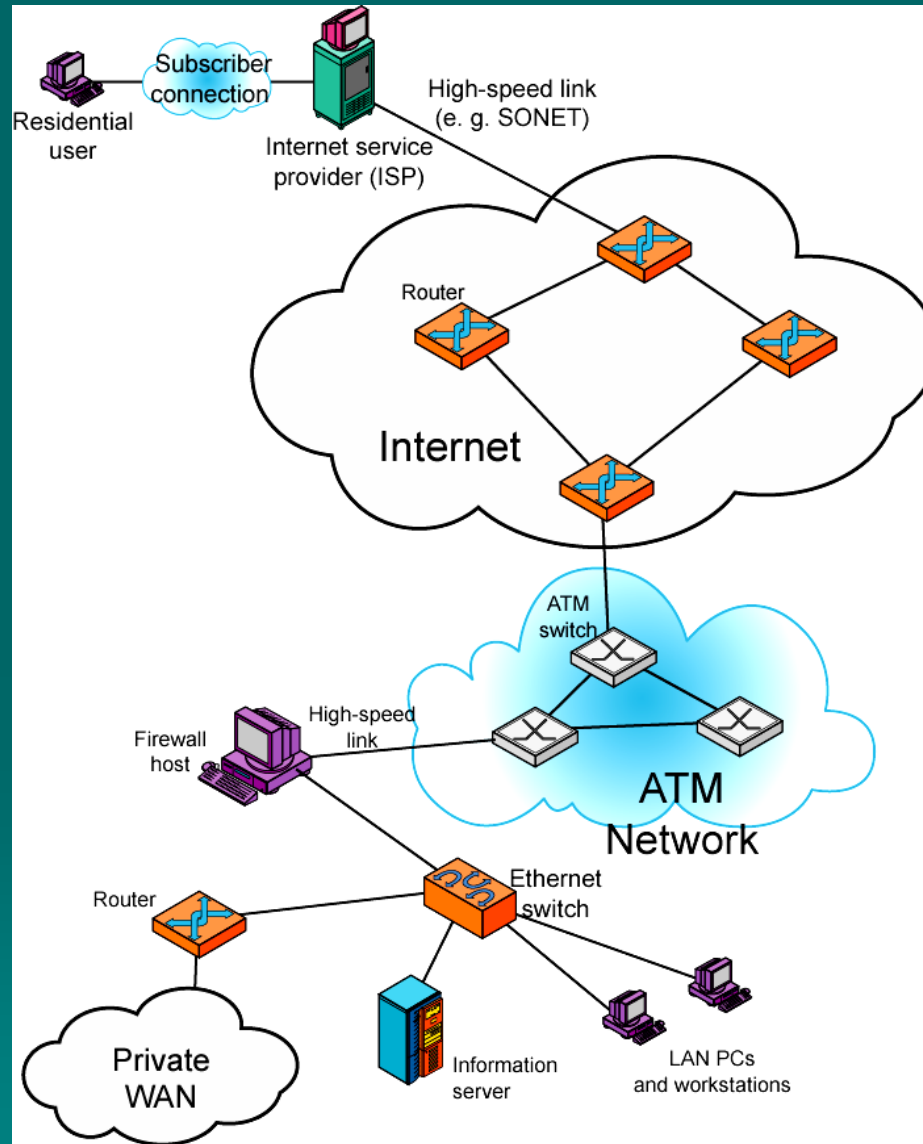 Subscriber
connection
Residential
user
Internet service
provider (ISP)
High-speed link
(e. g. SONET)
Router
Internet
ATM
switch
High-speed
link
Firewall
host
ATM
Network
Ethernet
switch
Router
Private
WAN
Information
server
LAN PCs
and workstations